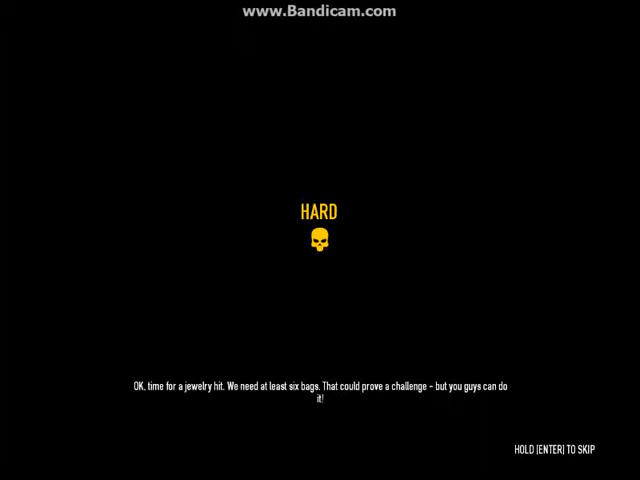 www.Bandicam.com
HARD
OK, time for a jewelry hit. We need at least six bags. That could prove a challenge - but you guys can do
it!
HOLD [ENTER] TO SKIP